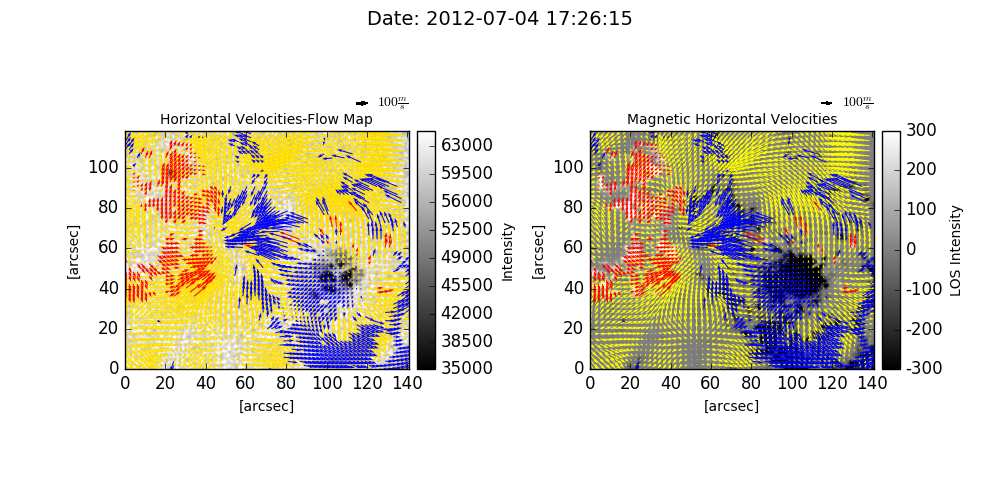 Date: 2012-07-04 17:26:15
100 m/s
100 m/s
Horizontal Velocities-Flow Map
Magnetic Horizontal Velocities
[arcsec]
100
80
60
40
20
0
0 20 40 60 80 100 120 140
[arcsec]
63000
59500
56000
52500
49000
45500
42000
38500
35000
Intensity
[arcsec]
100
80
60
40
20
0
0 20 40 60 80 100 120 140
[arcsec]
300
200
100
0
-100
-200
-300
LOS Intensity